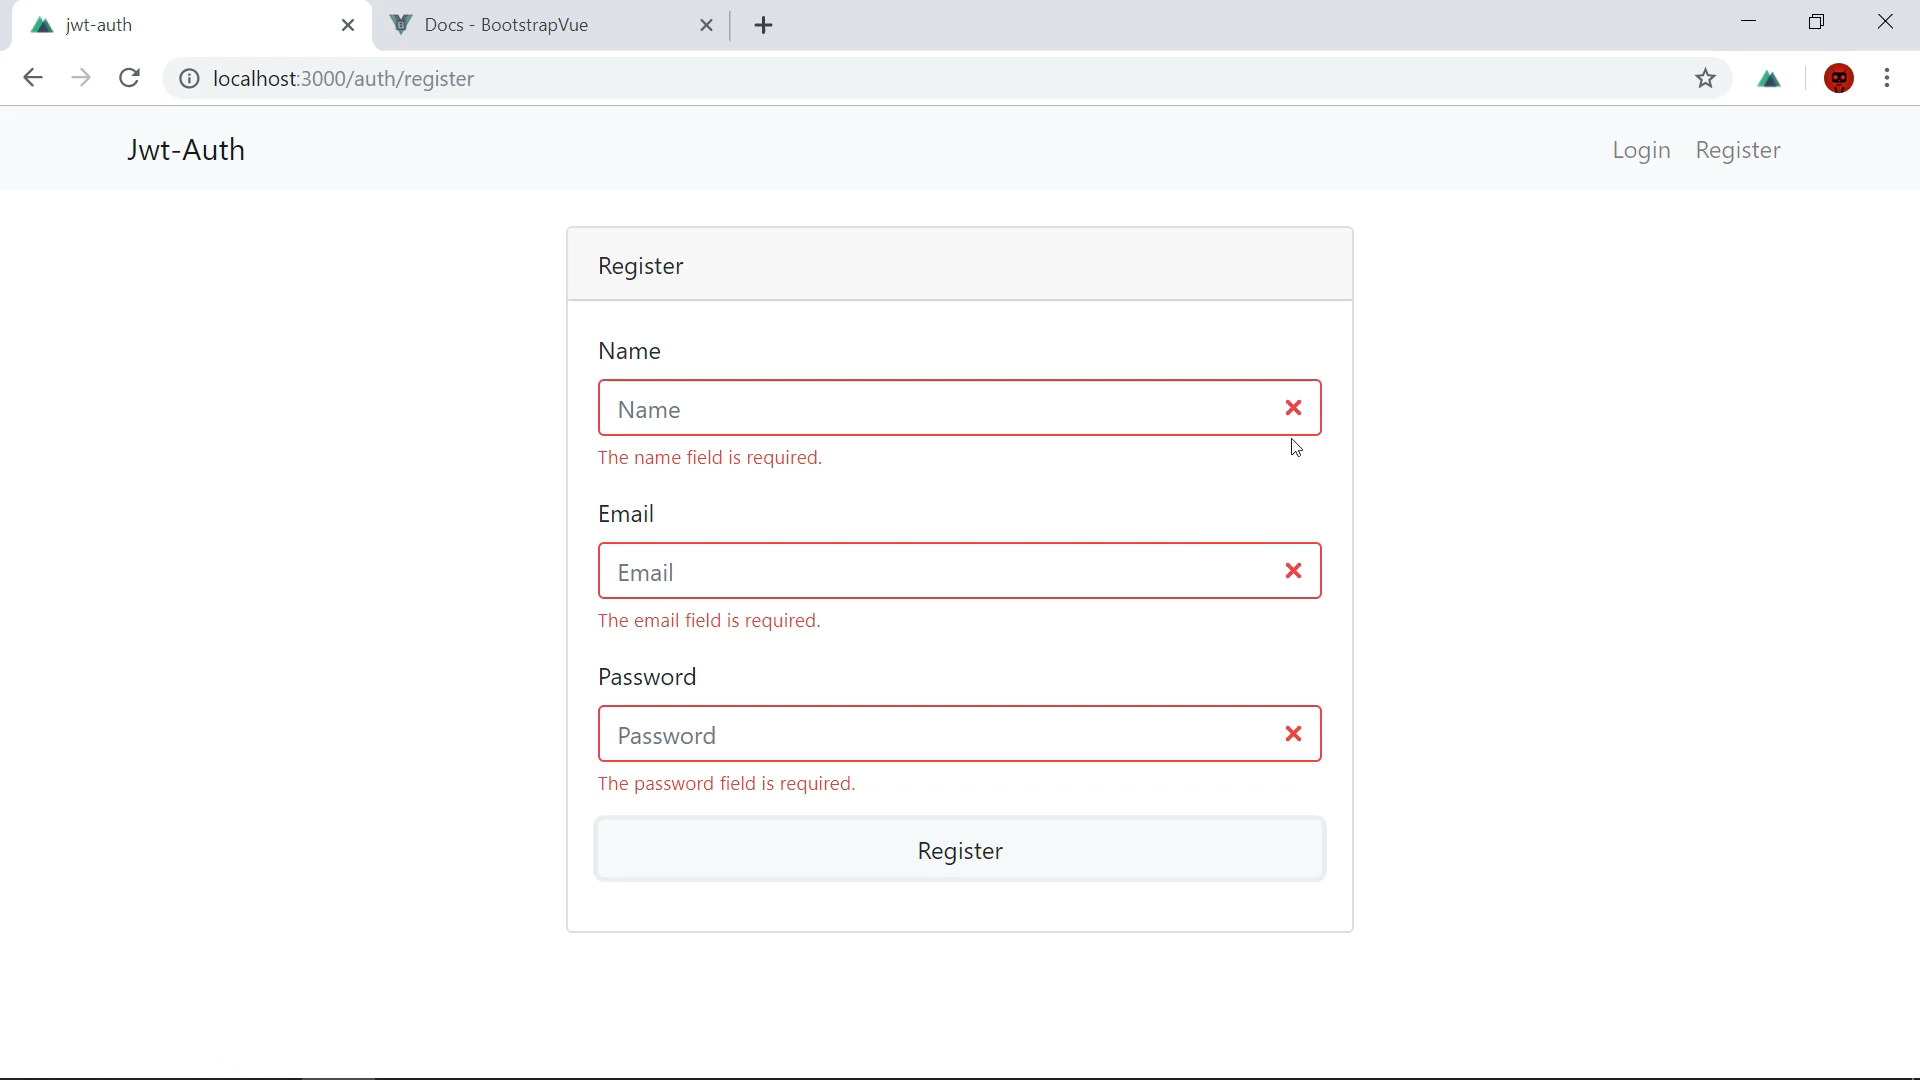 jwt-auth
Docs - BootstrapVue
localhost:3000/auth/register
Jwt-Auth
Login Register
Register
Name
Name
The name field is required.
Email
Email
The email field is required.
Password
Password
The password field is required.
Register